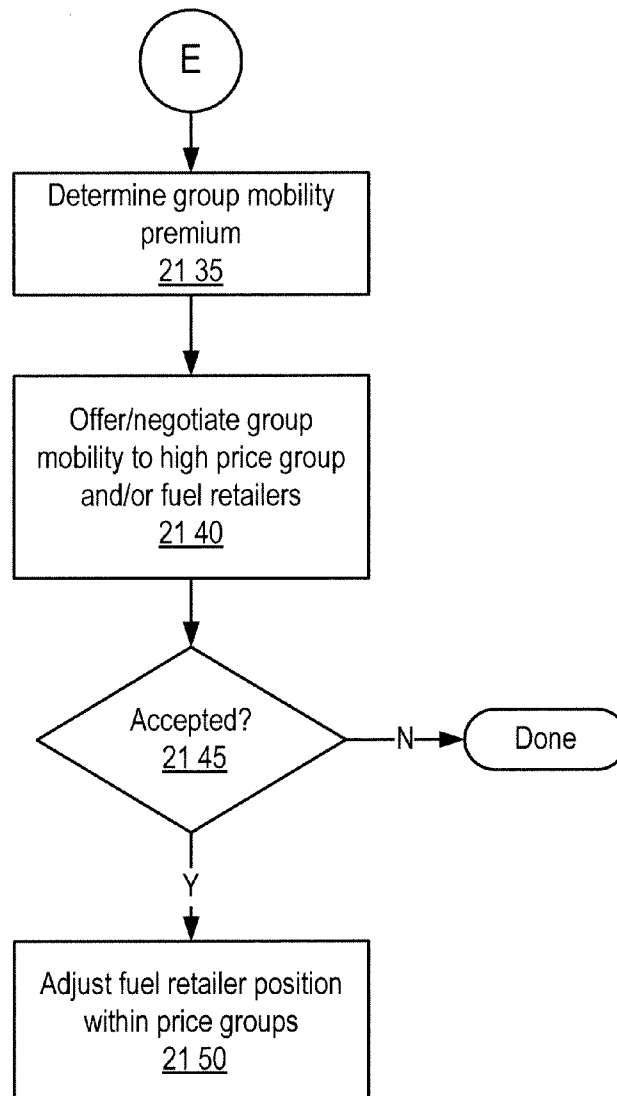 E
Determine group mobility
premium
21 35
Offer/negotiate group
mobility to high price group
and/or fuel retailers
21 40
Accepted?
21 45
N
Done
Y
Adjust fuel retailer position
within price groups
21 50